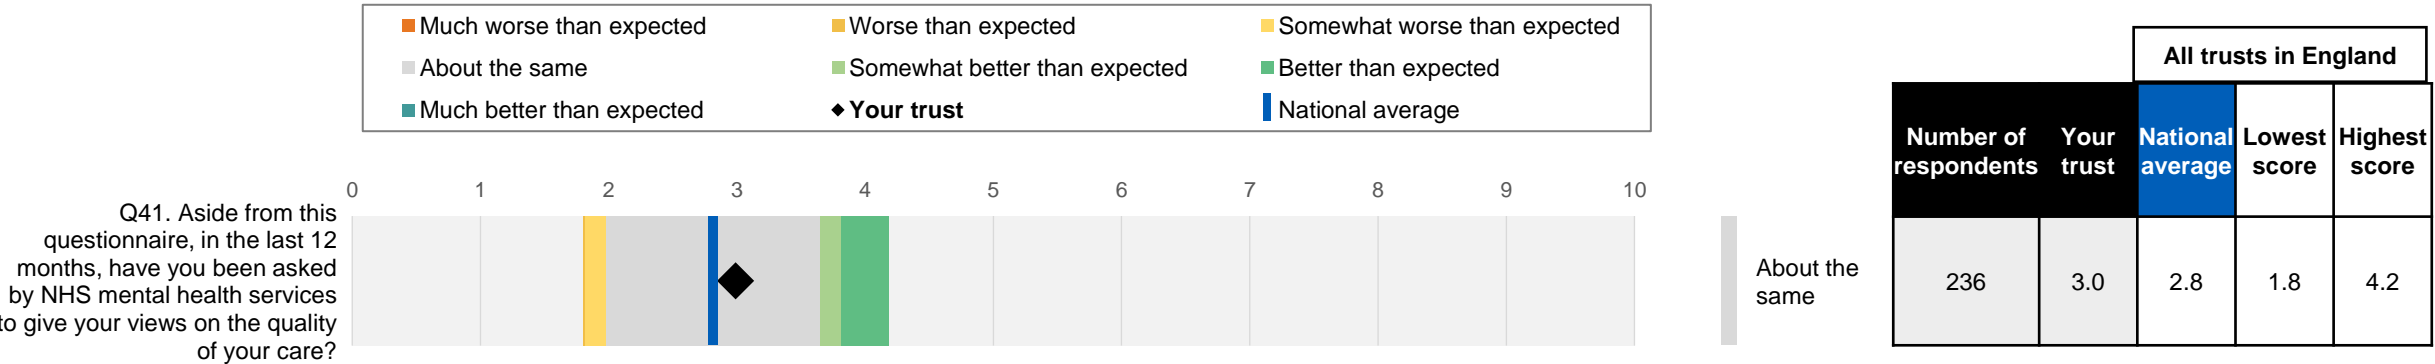 Much worse than expected
Worse than expected
Somewhat worse than expected
About the same
Somewhat better than expected
Better than expected
Much better than expected
Your trust
National average
All trusts in England
Number of respondents
Your trust
National average
Lowest score
Highest score
0 1 2 3 4 5 6 7 8 9 10
Q41. Aside from this
questionnaire, in the last 12
months, have you been asked
by NHS mental health services
to give your views on the quality
of your care?
About the
same
236 3.0 2.8 1.8 4.2